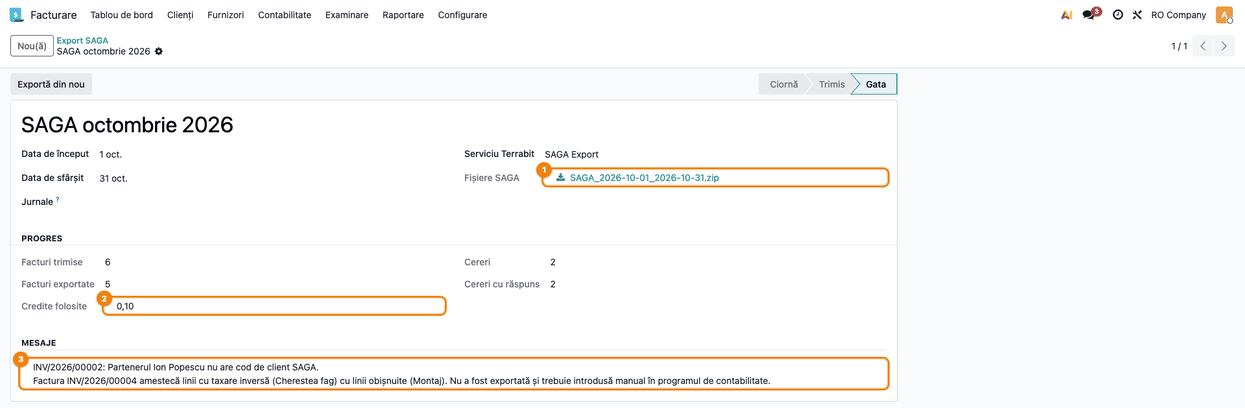 Facturare Tablou de bord Clienți Furnizori Contabilitate Examinare Raportare Configurare 3 RO Company A
Nou(ă) Export SAGA
SAGA octombrie 2026 1 / 1
Exportă din nou Ciornă Trimis Gata
SAGA octombrie 2026
Data de început 1 oct. Serviciu Terrabit SAGA Export
Data de sfârșit 31 oct. Fișiere SAGA 1 SAGA_2026-10-01_2026-10-31.zip
Jurnale ?
PROGRES
Facturi trimise 6 Cereri 2
Facturi exportate 5 Cereri cu răspuns 2
Credite folosite 2 0,10
MESAJE
3
INV/2026/00002: Partenerul Ion Popescu nu are cod de client SAGA.
Factura INV/2026/00004 amestecă linii cu taxare inversă (Cherestea fag) cu linii obișnuite (Montaj). Nu a fost exportată și trebuie introdusă manual în programul de contabilitate.